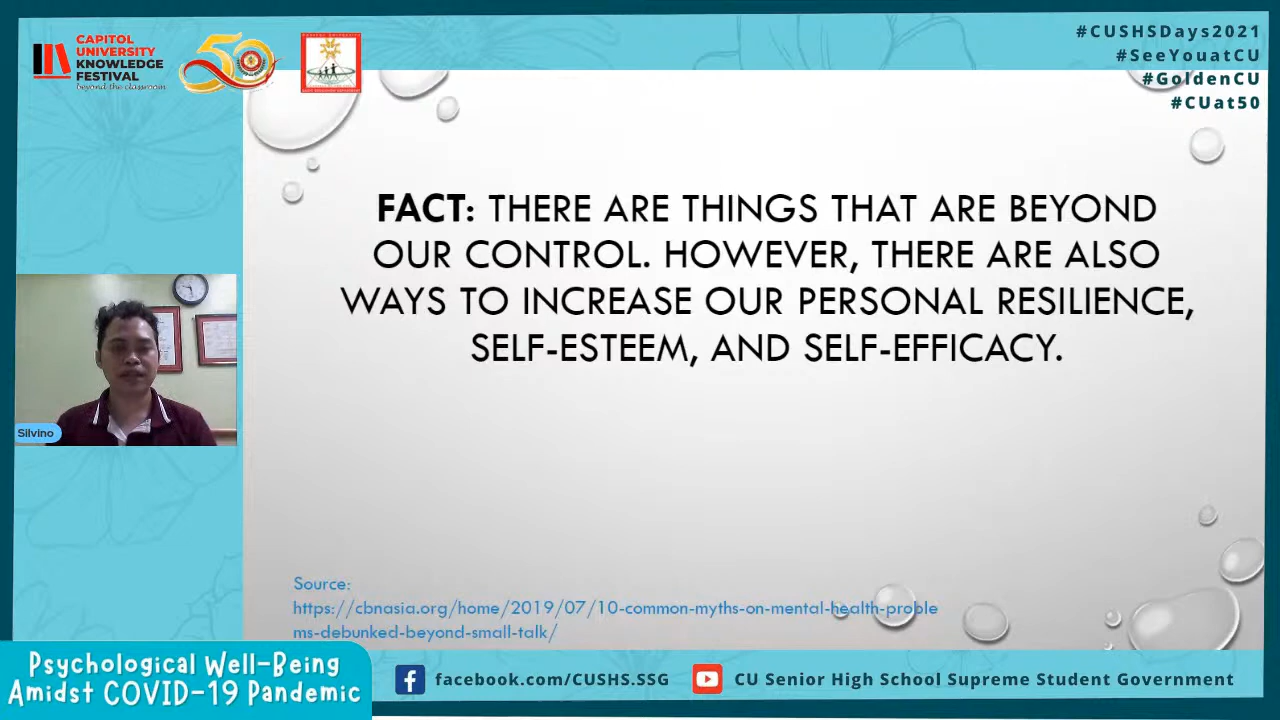 CAPITOL
UNIVERSITY
KNOWLEDGE
FESTIVAL
beyond the classroom
50
#CUSHSDays2021
#SeeYouatCU
#GoldenCU
#CUat50
FACT: THERE ARE THINGS THAT ARE BEYOND
OUR CONTROL. HOWEVER, THERE ARE ALSO
WAYS TO INCREASE OUR PERSONAL RESILIENCE,
SELF-ESTEEM, AND SELF-EFFICACY.
Silvino
Source:
https://cbnasia.org/home/2019/07/10-common-myths-on-mental-health-proble
ms-debunked-beyond-small-talk/
Psychological Well-Being
Amidst COVID-19 Pandemic
facebook.com/CUSHS.SSG
CU Senior High School Supreme Student Government